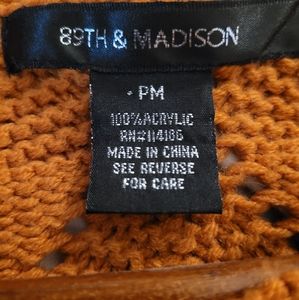 89TH & MADISON
• PM
100% ACRYLIC
RN#114186
MADE IN CHINA
SEE REVERSE
FOR CARE